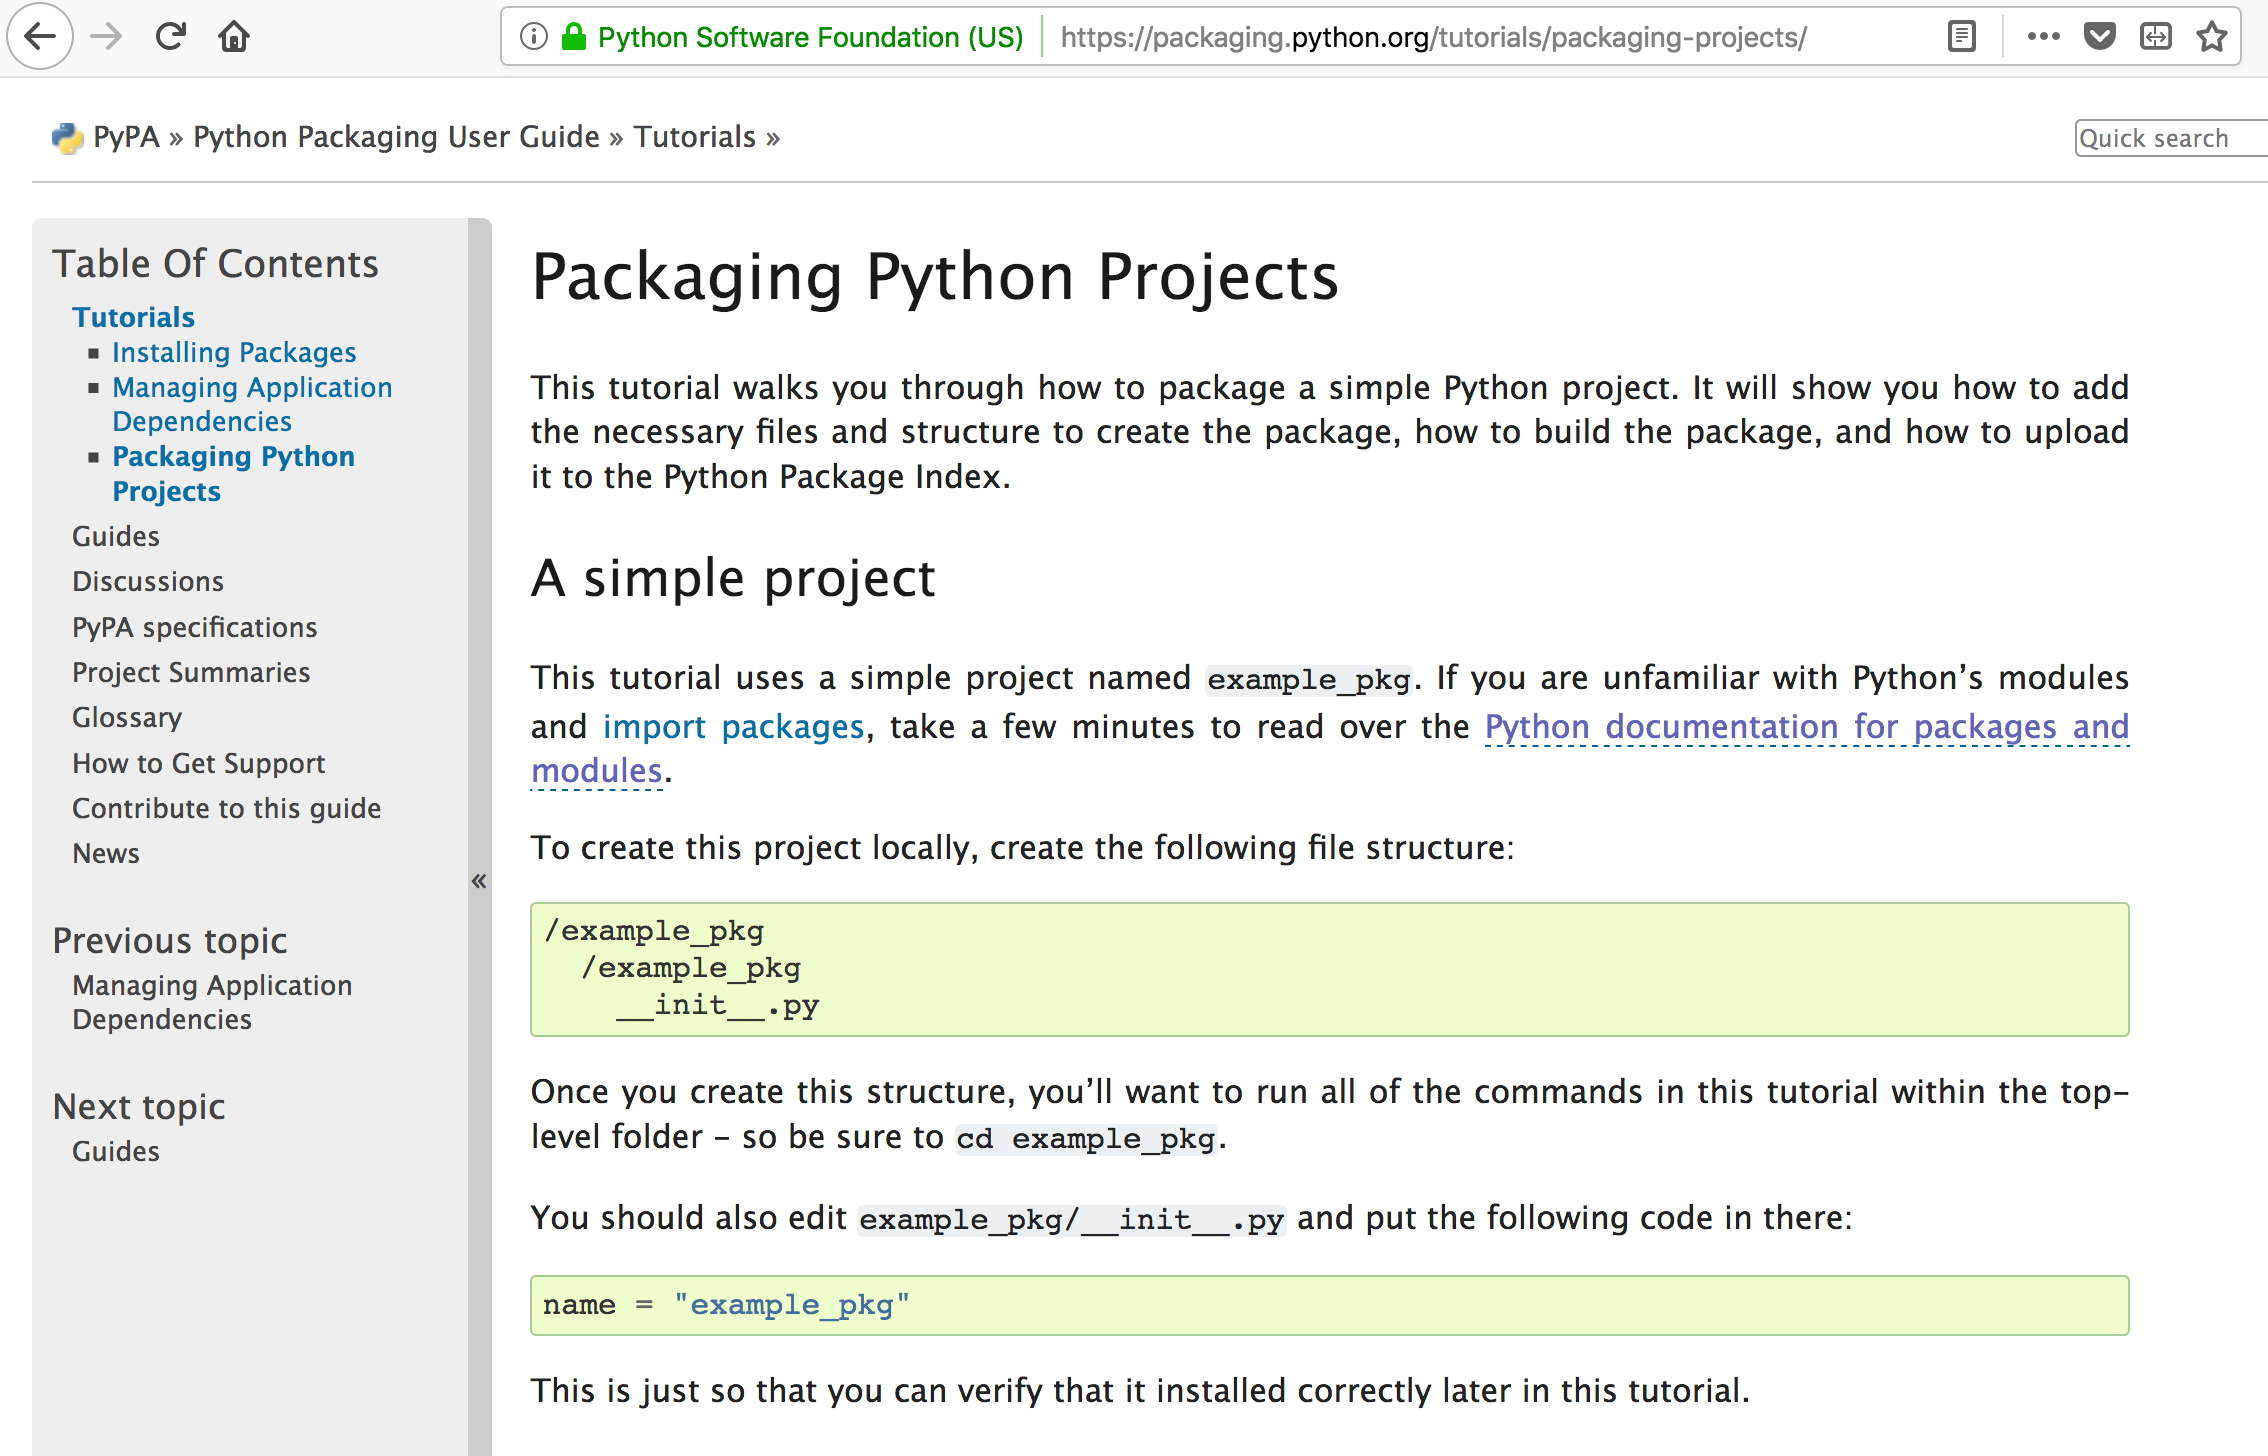 Python Software Foundation (US) https://packaging.python.org/tutorials/packaging-projects/
PyPA » Python Packaging User Guide » Tutorials »
Quick search
Table Of Contents
Tutorials
Installing Packages
Managing Application
Dependencies
Packaging Python
Projects
Guides
Discussions
PyPA specifications
Project Summaries
Glossary
How to Get Support
Contribute to this guide
News
«
Previous topic
Managing Application
Dependencies
Next topic
Guides
Packaging Python Projects
This tutorial walks you through how to package a simple Python project. It will show you how to add
the necessary files and structure to create the package, how to build the package, and how to upload
it to the Python Package Index.
A simple project
This tutorial uses a simple project named example_pkg. If you are unfamiliar with Python’s modules
and import packages, take a few minutes to read over the Python documentation for packages and
modules.
To create this project locally, create the following file structure:
/example_pkg
  /example_pkg
    __init__.py
Once you create this structure, you’ll want to run all of the commands in this tutorial within the top-
level folder – so be sure to cd example_pkg.
You should also edit example_pkg/__init__.py and put the following code in there:
name = "example_pkg"
This is just so that you can verify that it installed correctly later in this tutorial.